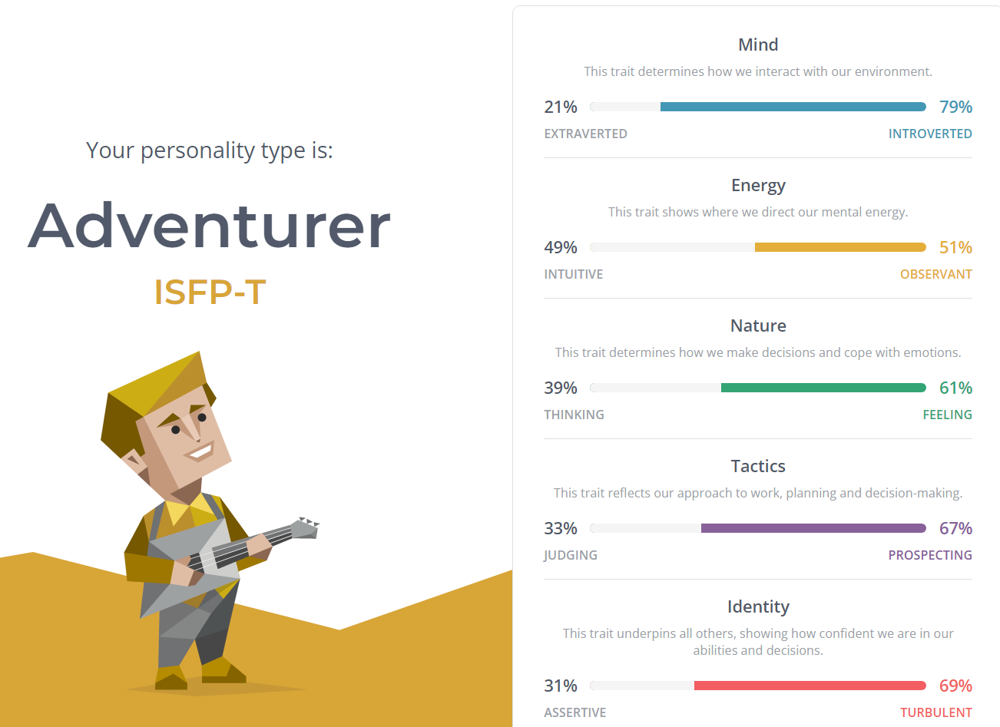 Your personality type is:
Adventurer
ISFP-T
Mind
This trait determines how we interact with our environment.
21% 79%
EXTRAVERTED INTROVERTED
Energy
This trait shows where we direct our mental energy.
49% 51%
INTUITIVE OBSERVANT
Nature
This trait determines how we make decisions and cope with emotions.
39% 61%
THINKING FEELING
Tactics
This trait reflects our approach to work, planning and decision-making.
33% 67%
JUDGING PROSPECTING
Identity
This trait underpins all others, showing how confident we are in our
abilities and decisions.
31% 69%
ASSERTIVE TURBULENT